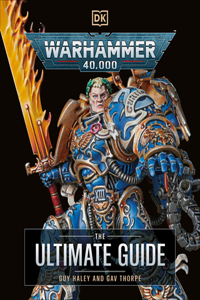 DK
WARHAMMER
40,000
THE
ULTIMATE GUIDE
GUY HALEY AND GAV THORPE